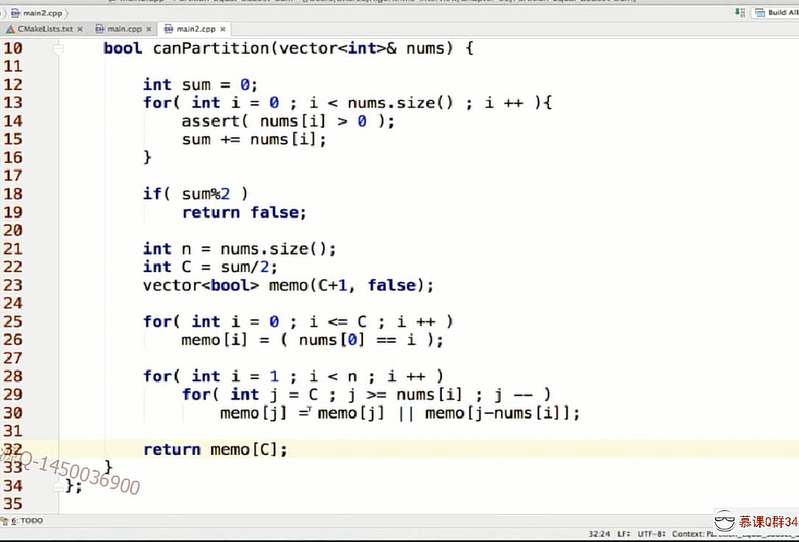 main2.cpp
Build All
CMakeLists.txt × main.cpp × main2.cpp ×
10 bool canPartition(vector<int>& nums) {
11
12 int sum = 0;
13 for( int i = 0 ; i < nums.size() ; i ++ ){
14 assert( nums[i] > 0 );
15 sum += nums[i];
16 }
17
18 if( sum%2 )
19 return false;
20
21 int n = nums.size();
22 int C = sum/2;
23 vector<bool> memo(C+1, false);
24
25 for( int i = 0 ; i <= C ; i ++ )
26 memo[i] = ( nums[0] == i );
27
28 for( int i = 1 ; i < n ; i ++ )
29 for( int j = C ; j >= nums[i] ; j -- )
30 memo[j] = memo[j] || memo[j-nums[i]];
31
32 return memo[C];
33 }
34 };
35
Q-1450036900
6: TODO
慕课Q群34
32:24 LF: UTF-8: Context: